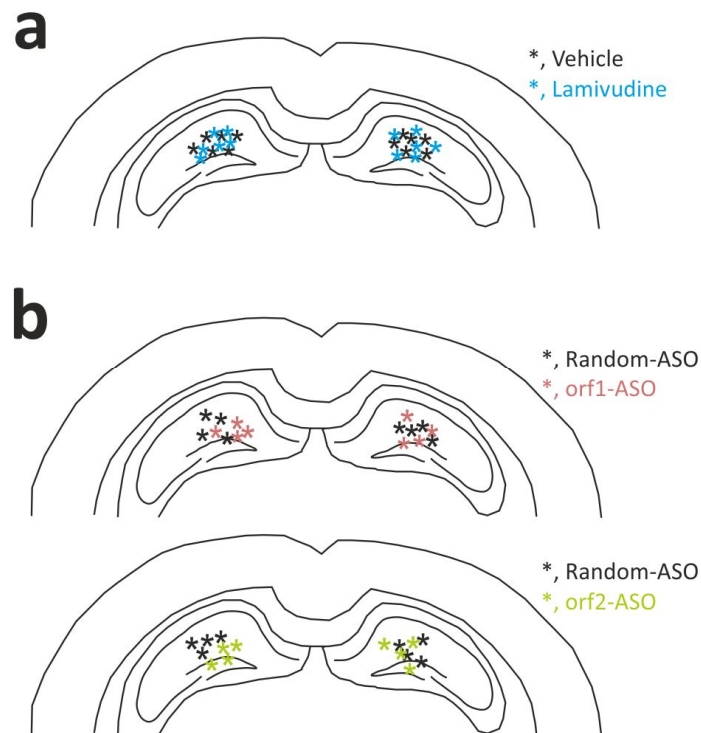 a
*, Vehicle
*, Lamivudine
b
*, Random-ASO
*, orf1-ASO
*, Random-ASO
*, orf2-ASO